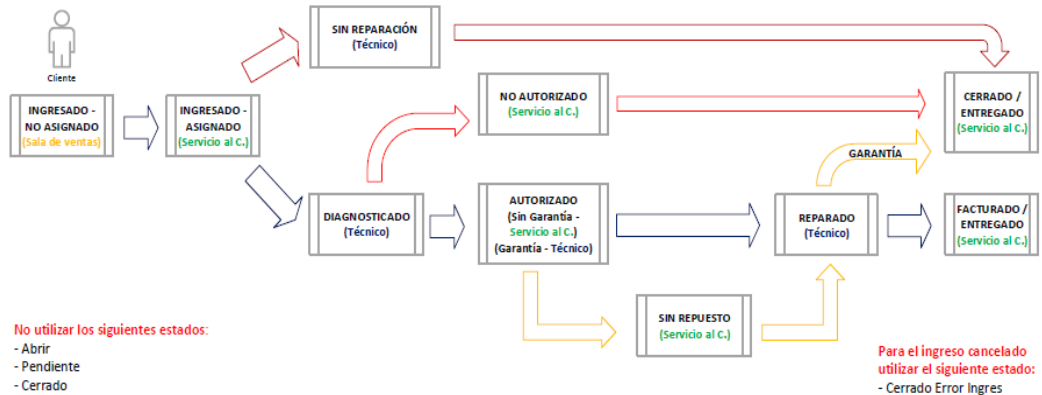 Cliente
INGRESADO -
NO ASIGNADO
(Sala de ventas)
INGRESADO -
ASIGNADO
(Servicio al C.)
SIN REPARACIÓN
(Técnico)
NO AUTORIZADO
(Servicio al C.)
CERRADO /
ENTREGADO
(Servicio al C.)
GARANTÍA
DIAGNOSTICADO
(Técnico)
AUTORIZADO
(Sin Garantía -
Servicio al C.)
(Garantía - Técnico)
REPARADO
(Técnico)
FACTURADO /
ENTREGADO
(Servicio al C.)
SIN REPUESTO
(Servicio al C.)
No utilizar los siguientes estados:
- Abrir
- Pendiente
- Cerrado
Para el ingreso cancelado
utilizar el siguiente estado:
- Cerrado Error Ingres